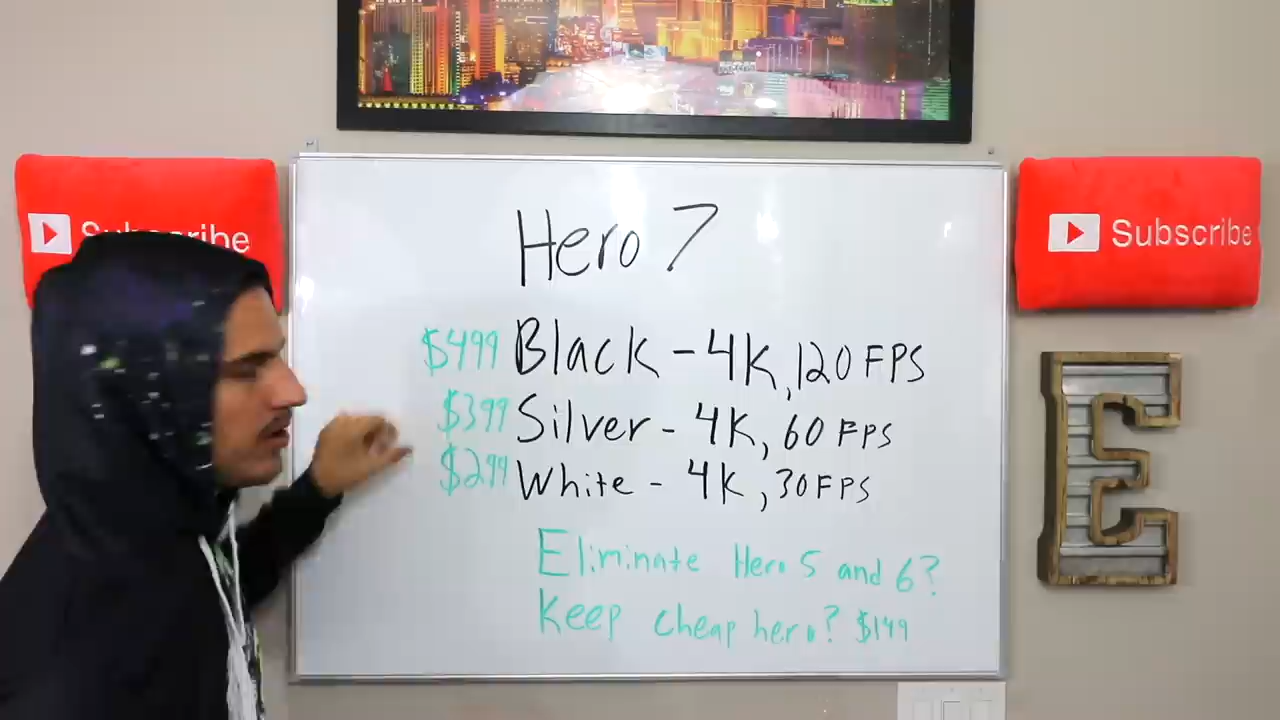 Subscribe
Subscribe
Hero 7
$499 Black - 4K, 120 FPS
$399 Silver - 4K, 60 FPS
$299 White - 4K, 30 FPS
Eliminate Hero 5 and 6?
Keep cheap hero? $149
E